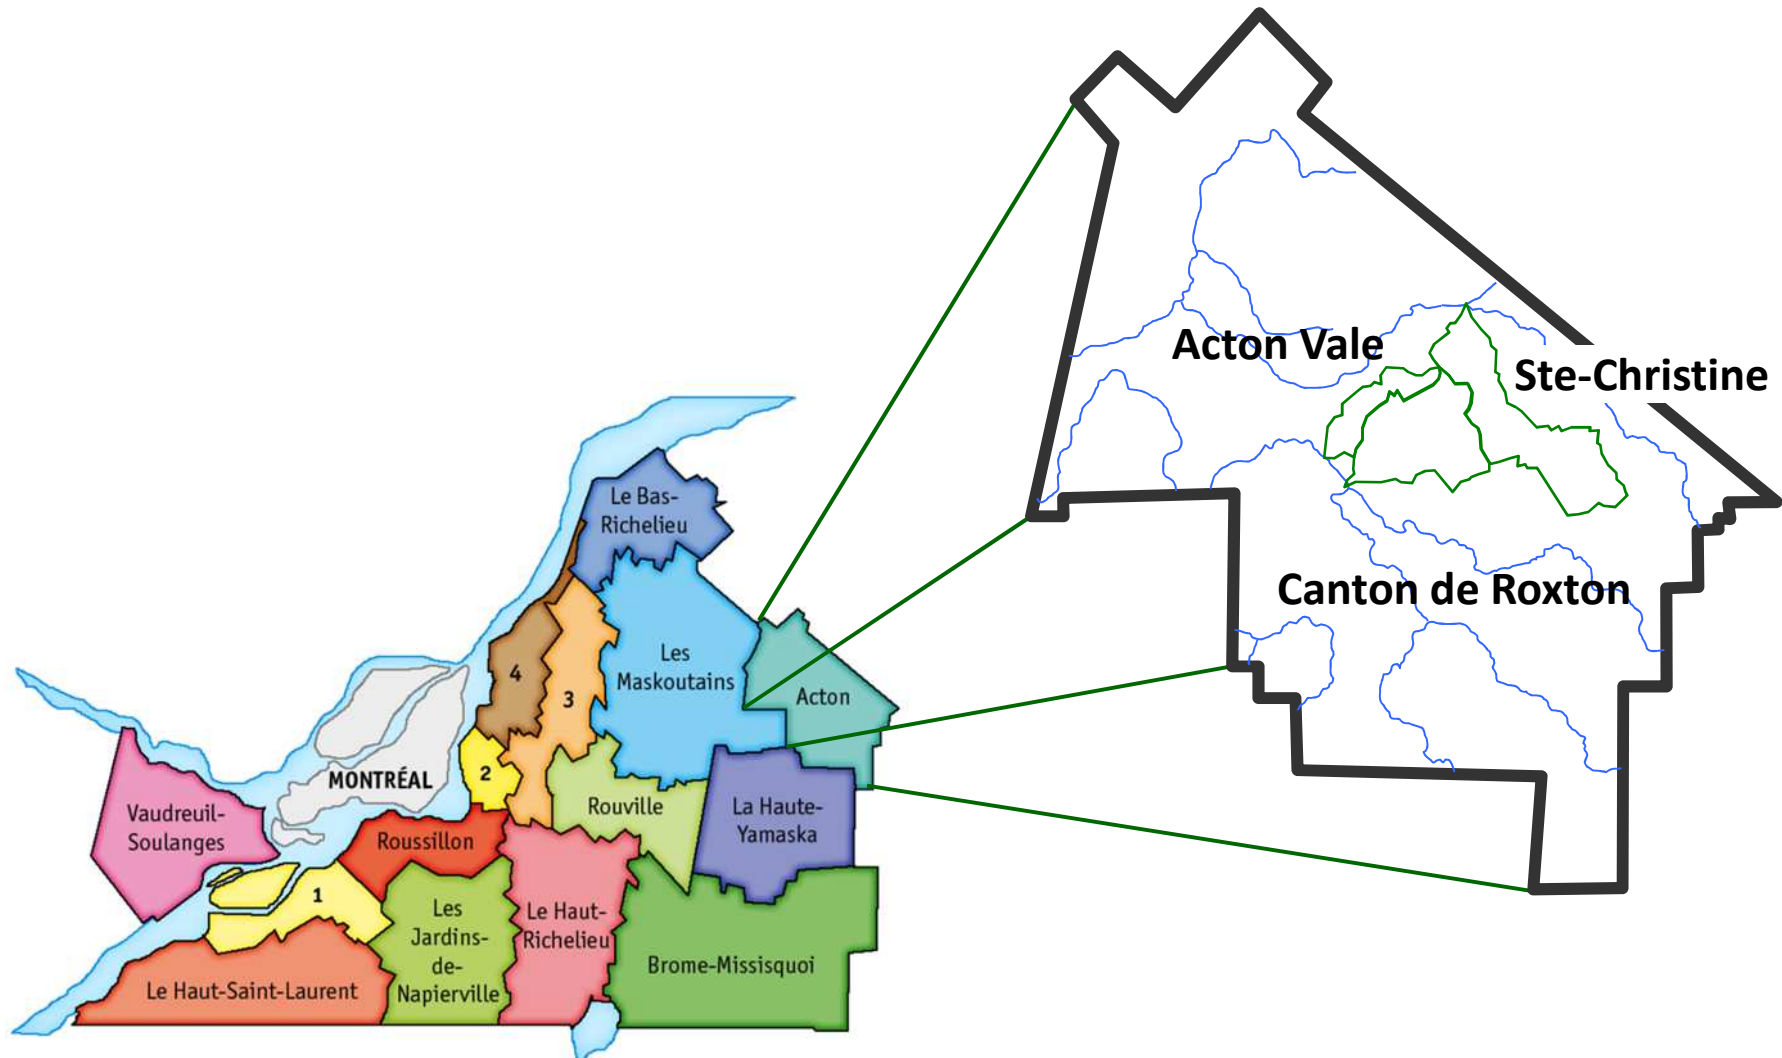 Acton Vale
Ste-Christine
Canton de Roxton
Le Bas-
Richelieu
Les
Maskoutains
Acton
4
3
2
MONTRÉAL
Vaudreuil-
Soulanges
Roussillon
Rouville
La Haute-
Yamaska
1
Les
Jardins-
de-
Napierville
Le Haut-
Richelieu
Brome-Missisquoi
Le Haut-Saint-Laurent